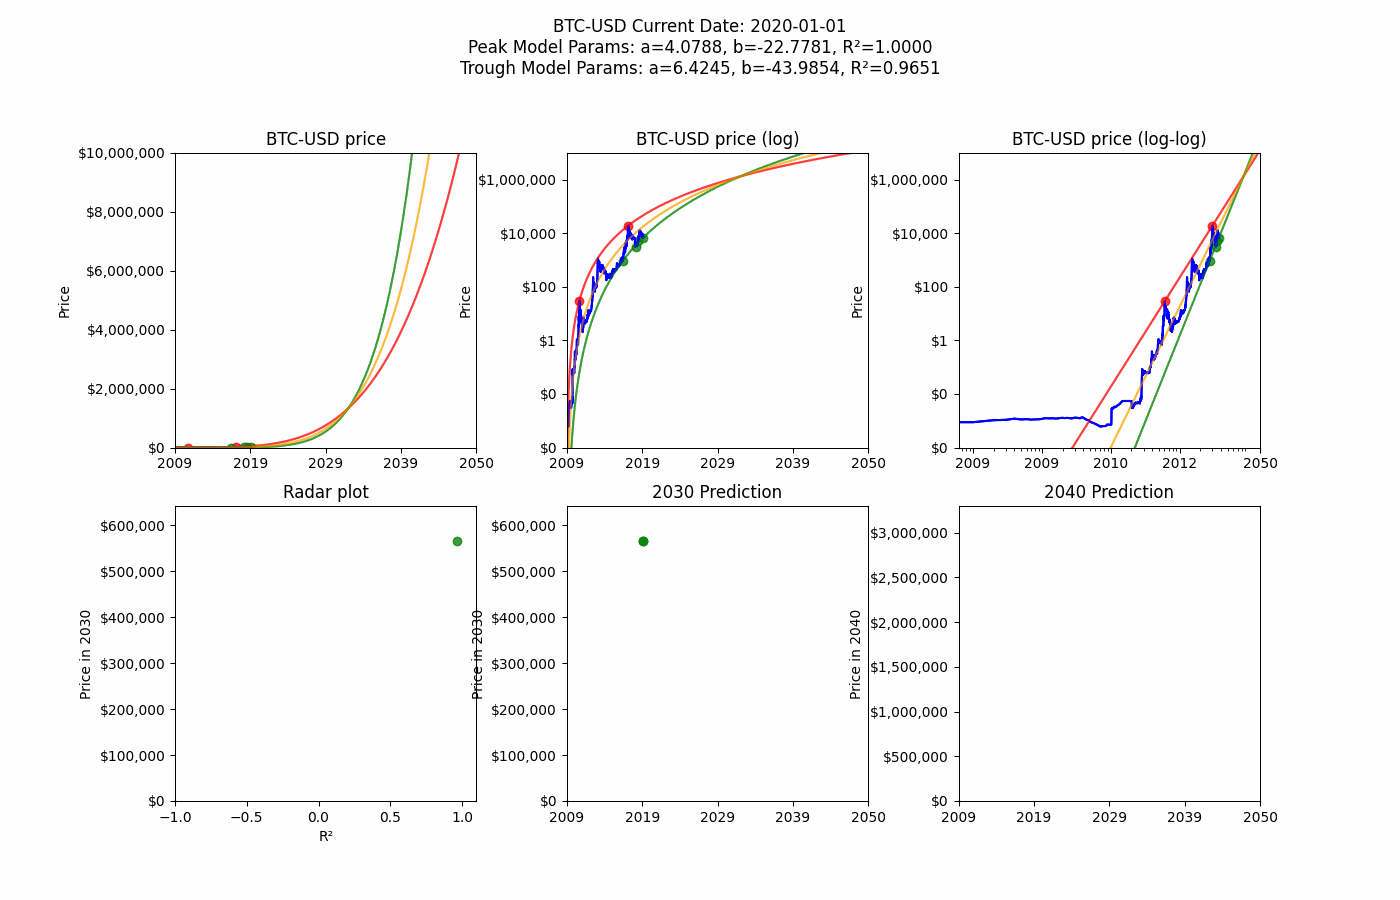 BTC-USD Current Date: 2020-01-01
Peak Model Params: a=4.0788, b=-22.7781, R²=1.0000
Trough Model Params: a=6.4245, b=-43.9854, R²=0.9651
BTC-USD price
Price
$10,000,000
$8,000,000
$6,000,000
$4,000,000
$2,000,000
$0
2009 2019 2029 2039 2050
BTC-USD price (log)
Price
$1,000,000
$10,000
$100
$1
$0
$0
2009 2019 2029 2039 2050
BTC-USD price (log-log)
Price
$1,000,000
$10,000
$100
$1
$0
$0
2009 2009 2010 2012 2050
Radar plot
Price in 2030
$600,000
$500,000
$400,000
$300,000
$200,000
$100,000
$0
−1.0 −0.5 0.0 0.5 1.0
R²
2030 Prediction
Price in 2030
$600,000
$500,000
$400,000
$300,000
$200,000
$100,000
$0
2009 2019 2029 2039 2050
2040 Prediction
Price in 2040
$3,000,000
$2,500,000
$2,000,000
$1,500,000
$1,000,000
$500,000
$0
2009 2019 2029 2039 2050